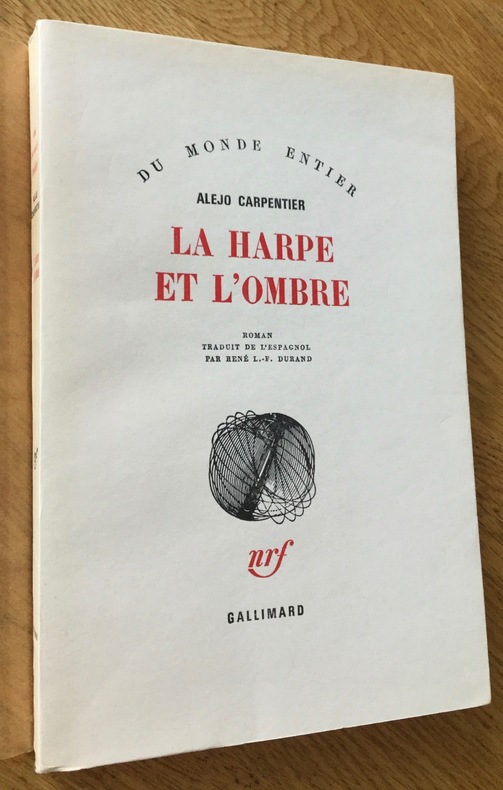 DU MONDE ENTIER
ALEJO CARPENTIER
LA HARPE
ET L'OMBRE
ROMAN
TRADUIT DE L'ESPAGNOL
PAR RENÉ L.-F. DURAND
nrf
GALLIMARD